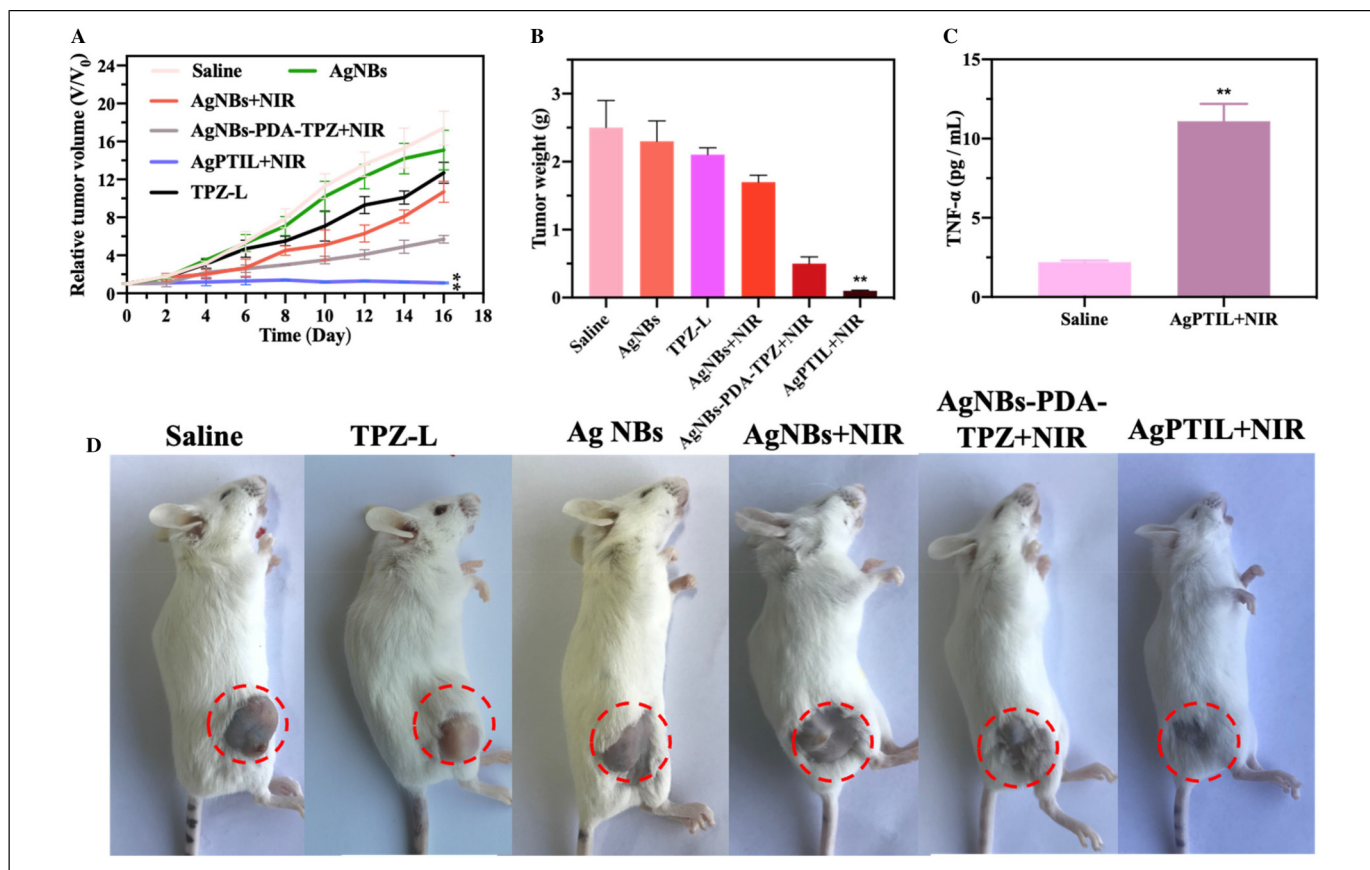 A
Relative tumor volume (V/V0)
24
20
16
12
8
4
0
Saline
AgNBs
AgNBs+NIR
AgNBs-PDA-TPZ+NIR
AgPTIL+NIR
TPZ-L
**
0 2 4 6 8 10 12 14 16 18
Time (Day)
B
Tumor weight (g)
3
2
1
0
**
Saline
AgNBs
TPZ-L
AgNBs+NIR
AgNBs-PDA-TPZ+NIR
AgPTIL+NIR
C
TNF-α (pg / mL)
15
10
5
0
**
Saline
AgPTIL+NIR
D
Saline
TPZ-L
Ag NBs
AgNBs+NIR
AgNBs-PDA-
TPZ+NIR
AgPTIL+NIR